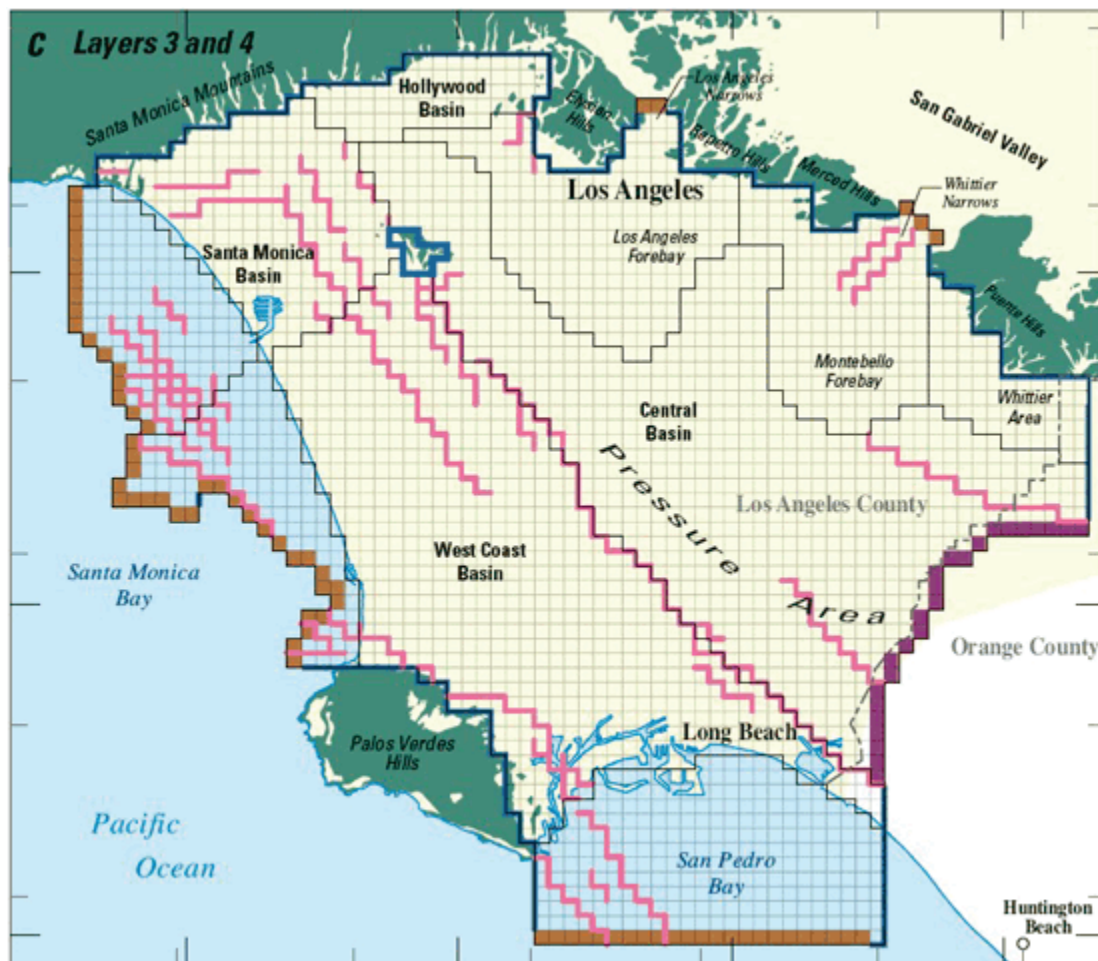 C Layers 3 and 4
Santa Monica Mountains
Hollywood
Basin
Elysian
Hills
Los Angeles
Narrows
Repetto Hills
San Gabriel Valley
Merced Hills
Whittier
Narrows
Los Angeles
Los Angeles
Forebay
Santa Monica
Basin
Puente Hills
Montebello
Forebay
Whittier
Area
Central
Basin
Pressure
Area
Los Angeles County
West Coast
Basin
Santa Monica
Bay
Orange County
Long Beach
Palos Verdes
Hills
Pacific
Ocean
San Pedro
Bay
Huntington
Beach